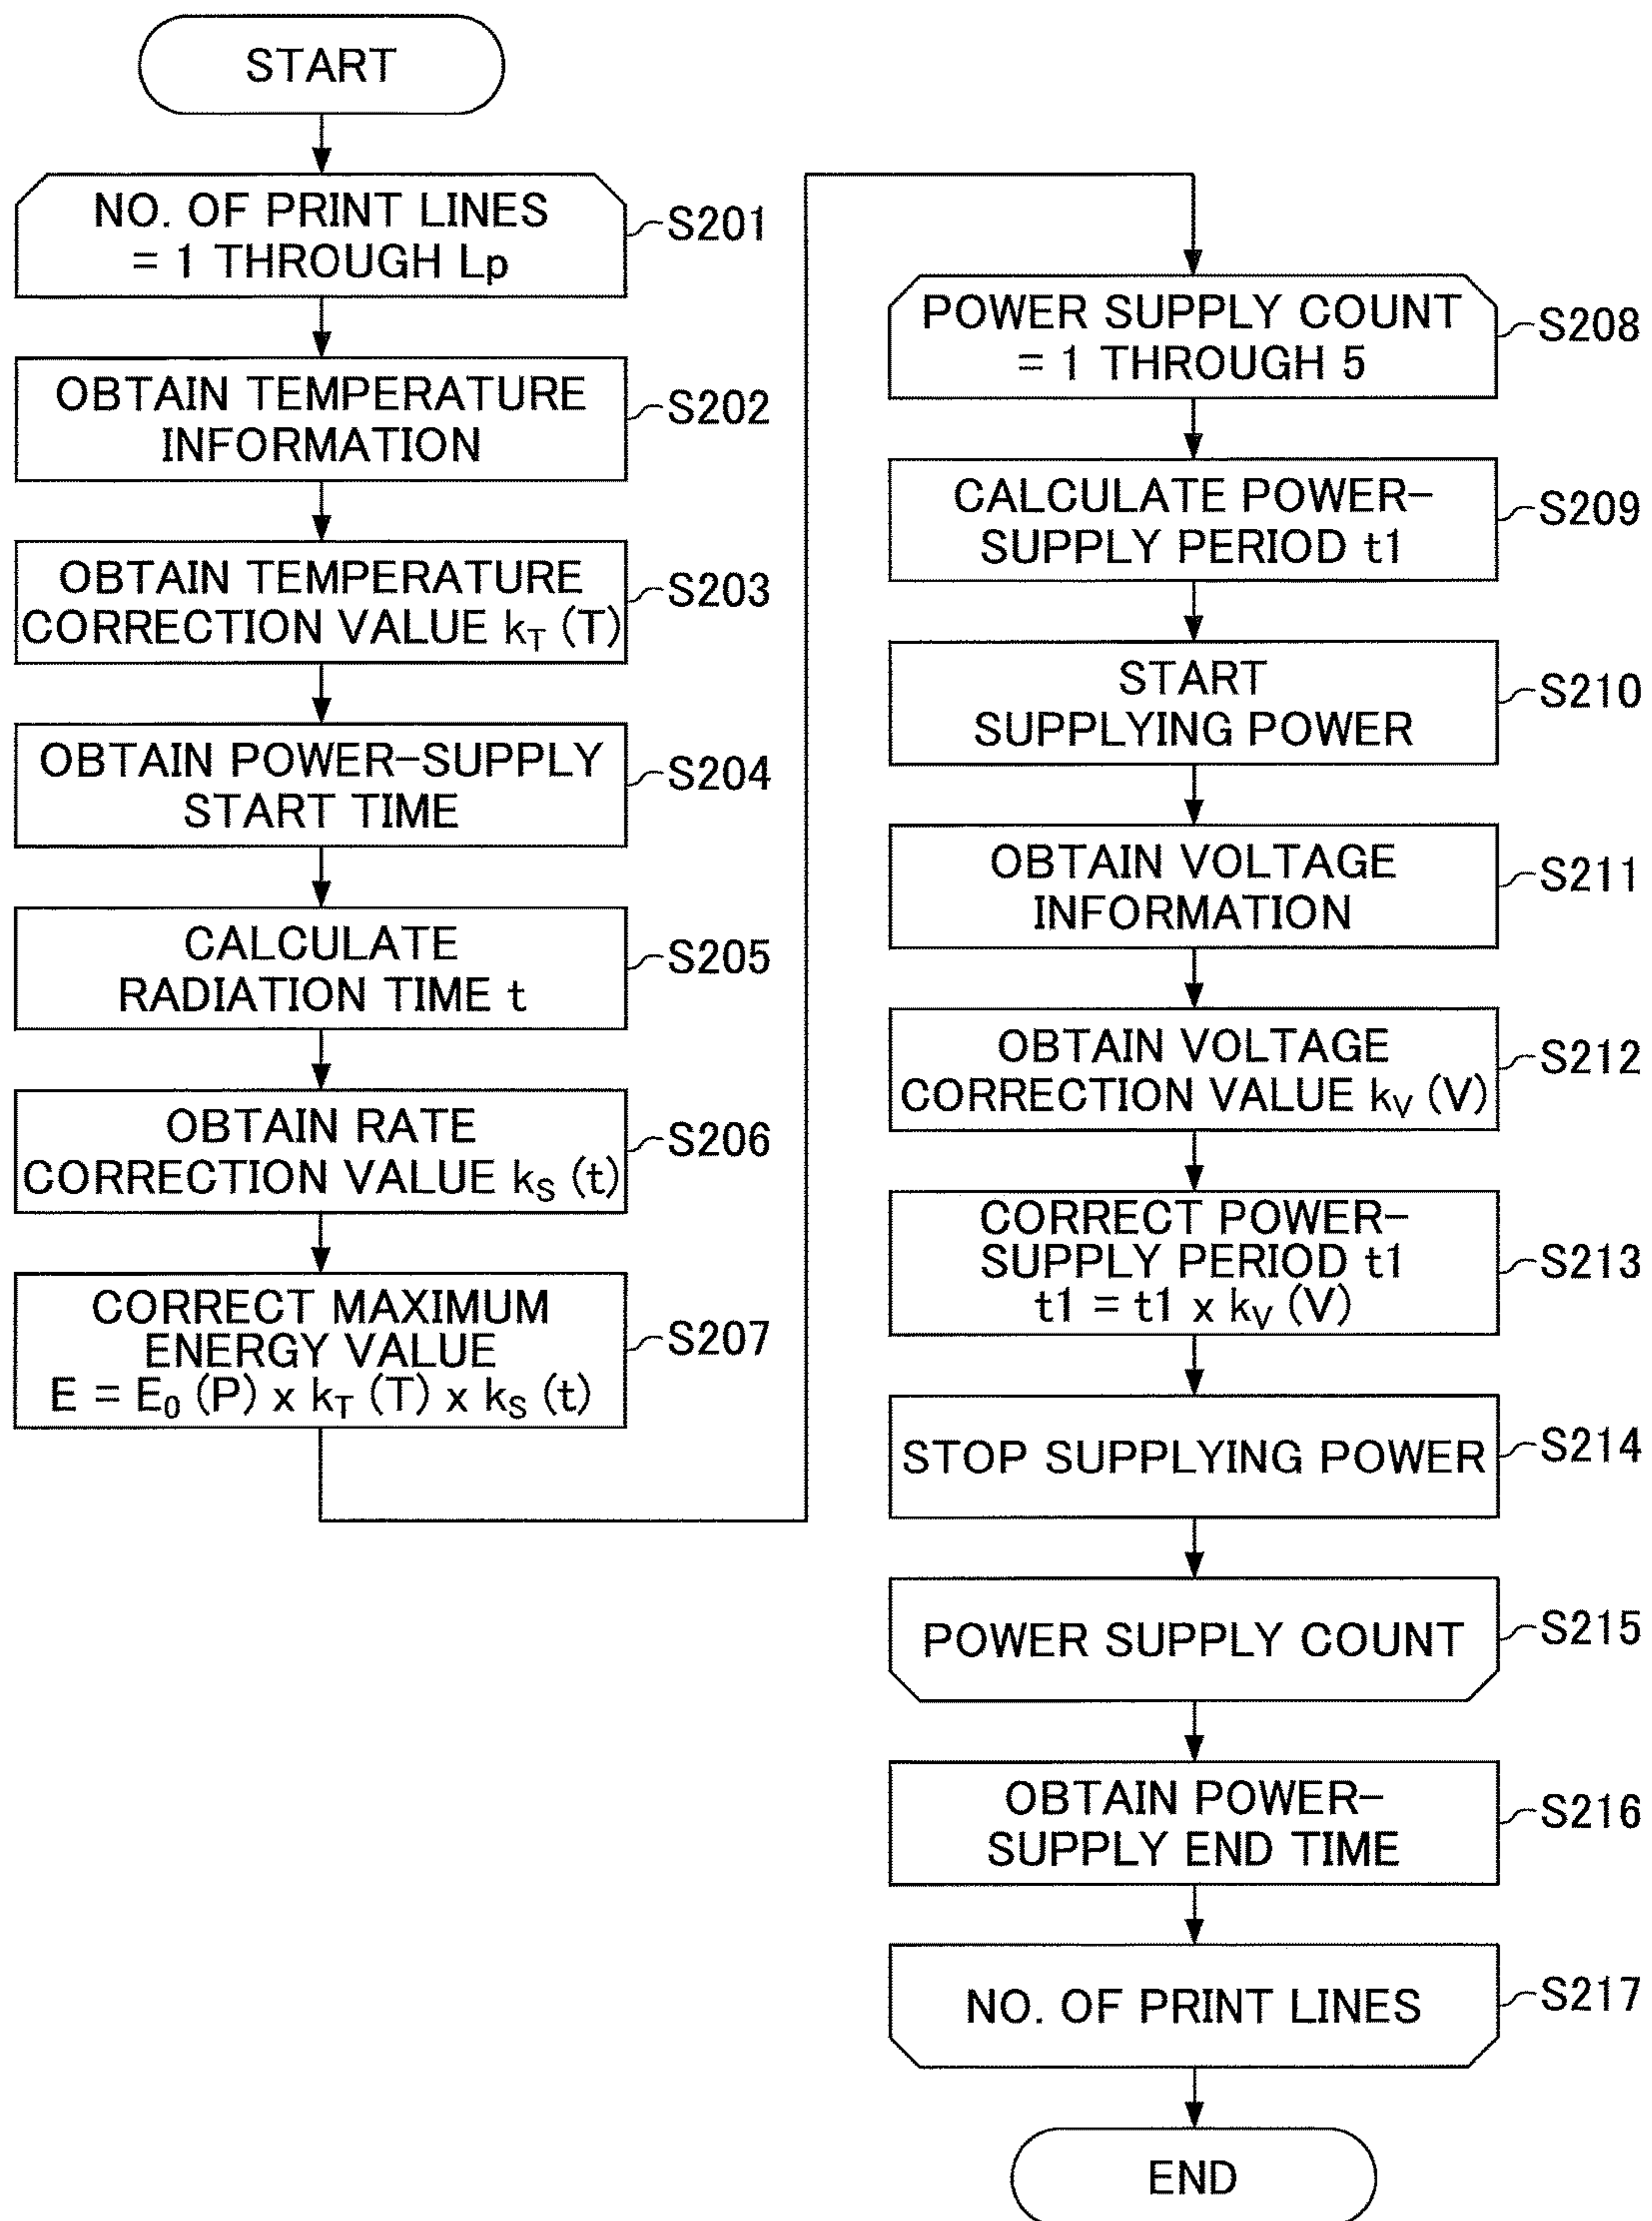 START
NO. OF PRINT LINES
= 1 THROUGH Lp
S201
OBTAIN TEMPERATURE
INFORMATION
S202
OBTAIN TEMPERATURE
CORRECTION VALUE kT (T)
S203
OBTAIN POWER-SUPPLY
START TIME
S204
CALCULATE
RADIATION TIME t
S205
OBTAIN RATE
CORRECTION VALUE kS (t)
S206
CORRECT MAXIMUM
ENERGY VALUE
E = E0 (P) x kT (T) x kS (t)
S207
POWER SUPPLY COUNT
= 1 THROUGH 5
S208
CALCULATE POWER-
SUPPLY PERIOD t1
S209
START
SUPPLYING POWER
S210
OBTAIN VOLTAGE
INFORMATION
S211
OBTAIN VOLTAGE
CORRECTION VALUE kV (V)
S212
CORRECT POWER-
SUPPLY PERIOD t1
t1 = t1 x kV (V)
S213
STOP SUPPLYING POWER
S214
POWER SUPPLY COUNT
S215
OBTAIN POWER-
SUPPLY END TIME
S216
NO. OF PRINT LINES
S217
END